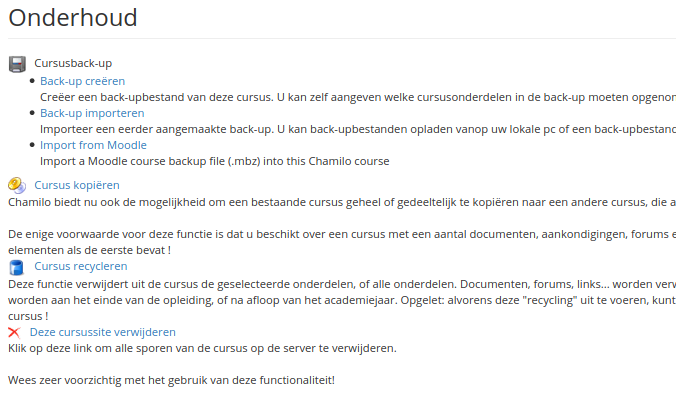 Onderhoud
Cursusback-up
Back-up creëren
Creëer een back-upbestand van deze cursus. U kan zelf aangeven welke cursusonderdelen in de back-up moeten
Back-up importeren
Importeer een eerder aangemaakte back-up. U kan back-upbestanden opladen vanop uw lokale pc of een
Import from Moodle
Import a Moodle course backup file (.mbz) into this Chamilo course
Cursus kopiëren
Chamilo biedt nu ook de mogelijkheid om een bestaande cursus geheel of gedeeltelijk te kopiëren naar een andere cursus, die
De enige voorwaarde voor deze functie is dat u beschikt over een cursus met een aantal documenten, aankondigingen, forums
elementen als de eerste bevat !
Cursus recycleren
Deze functie verwijdert uit de cursus de geselecteerde onderdelen, of alle onderdelen. Documenten, forums, links... worden
worden aan het einde van de opleiding, of na afloop van het academiejaar. Opgelet: alvorens deze "recycling" uit te voeren,
cursus !
Deze cursussite verwijderen
Klik op deze link om alle sporen van de cursus op de server te verwijderen.
Wees zeer voorzichtig met het gebruik van deze functionaliteit!